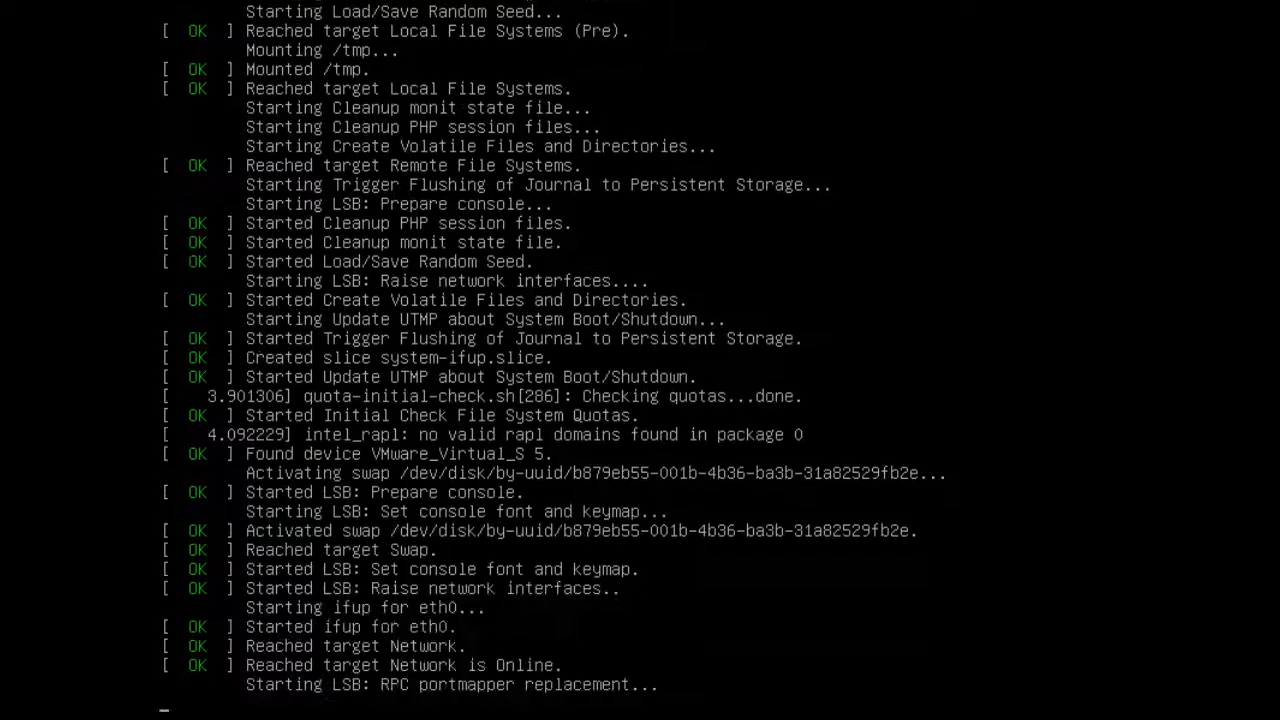 Starting Load/Save Random Seed...
[  OK  ] Reached target Local File Systems (Pre).
Mounting /tmp...
[  OK  ] Mounted /tmp.
[  OK  ] Reached target Local File Systems.
Starting Cleanup monit state file...
Starting Cleanup PHP session files...
Starting Create Volatile Files and Directories...
[  OK  ] Reached target Remote File Systems.
Starting Trigger Flushing of Journal to Persistent Storage...
Starting LSB: Prepare console...
[  OK  ] Started Cleanup PHP session files.
[  OK  ] Started Cleanup monit state file.
[  OK  ] Started Load/Save Random Seed.
Starting LSB: Raise network interfaces....
[  OK  ] Started Create Volatile Files and Directories.
Starting Update UTMP about System Boot/Shutdown...
[  OK  ] Started Trigger Flushing of Journal to Persistent Storage.
[  OK  ] Created slice system-ifup.slice.
[  OK  ] Started Update UTMP about System Boot/Shutdown.
[    3.901306] quota-initial-check.sh[286]: Checking quotas...done.
[  OK  ] Started Initial Check File System Quotas.
[    4.092229] intel_rapl: no valid rapl domains found in package 0
[  OK  ] Found device VMware_Virtual_S 5.
Activating swap /dev/disk/by-uuid/b879eb55-001b-4b36-ba3b-31a82529fb2e...
[  OK  ] Started LSB: Prepare console.
Starting LSB: Set console font and keymap...
[  OK  ] Activated swap /dev/disk/by-uuid/b879eb55-001b-4b36-ba3b-31a82529fb2e.
[  OK  ] Reached target Swap.
[  OK  ] Started LSB: Set console font and keymap.
[  OK  ] Started LSB: Raise network interfaces..
Starting ifup for eth0...
[  OK  ] Started ifup for eth0.
[  OK  ] Reached target Network.
[  OK  ] Reached target Network is Online.
Starting LSB: RPC portmapper replacement...